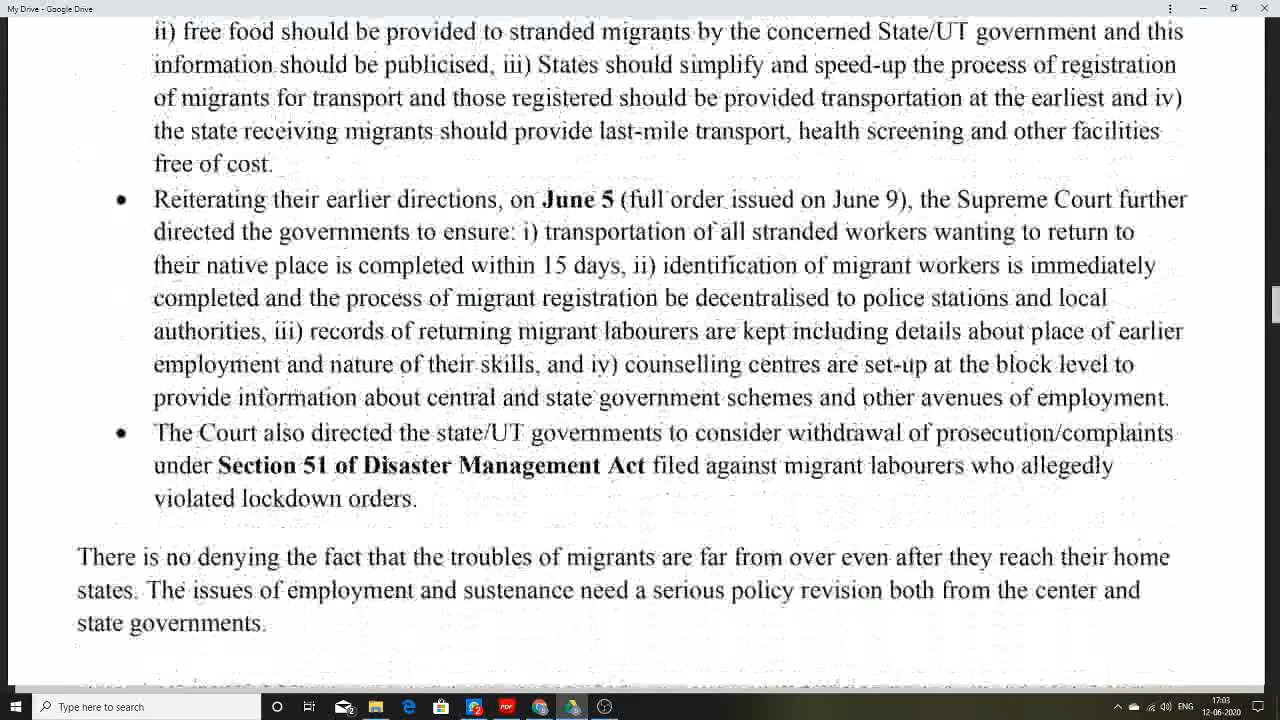 My Drive - Google Drive
ii) free food should be provided to stranded migrants by the concerned State/UT government and this
information should be publicised, iii) States should simplify and speed-up the process of registration
of migrants for transport and those registered should be provided transportation at the earliest and iv)
the state receiving migrants should provide last-mile transport, health screening and other facilities
free of cost.
• Reiterating their earlier directions, on June 5 (full order issued on June 9), the Supreme Court further
directed the governments to ensure: i) transportation of all stranded workers wanting to return to
their native place is completed within 15 days, ii) identification of migrant workers is immediately
completed and the process of migrant registration be decentralised to police stations and local
authorities, iii) records of returning migrant labourers are kept including details about place of earlier
employment and nature of their skills, and iv) counselling centres are set-up at the block level to
provide information about central and state government schemes and other avenues of employment.
• The Court also directed the state/UT governments to consider withdrawal of prosecution/complaints
under Section 51 of Disaster Management Act filed against migrant labourers who allegedly
violated lockdown orders.
There is no denying the fact that the troubles of migrants are far from over even after they reach their home
states. The issues of employment and sustenance need a serious policy revision both from the center and
state governments.
Type here to search
ENG
17:03
12-06-2020